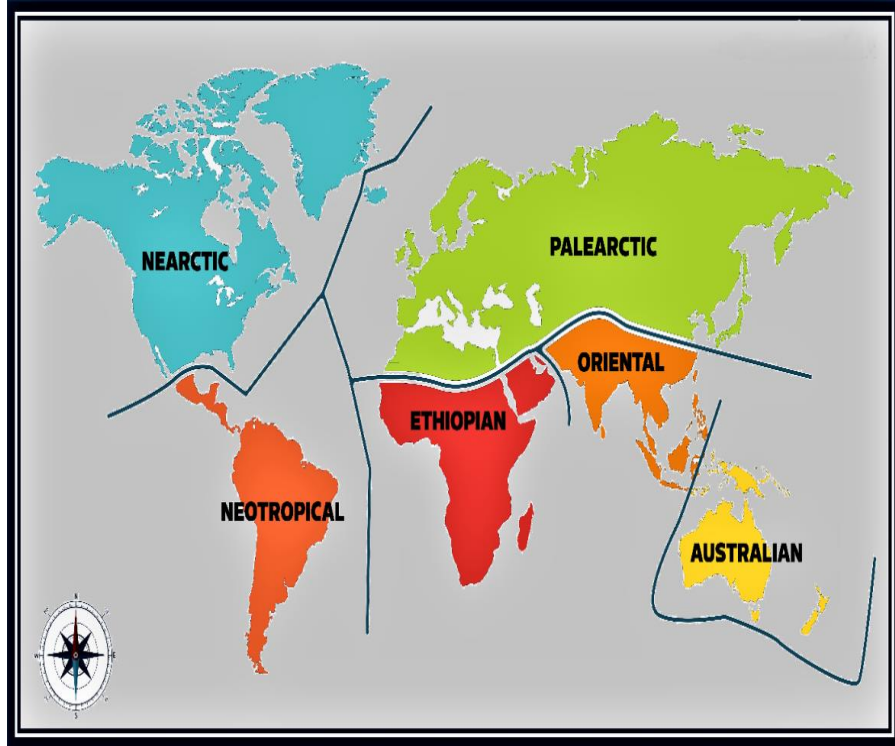 NEARCTIC
PALEARCTIC
ORIENTAL
ETHIOPIAN
NEOTROPICAL
AUSTRALIAN
N
S